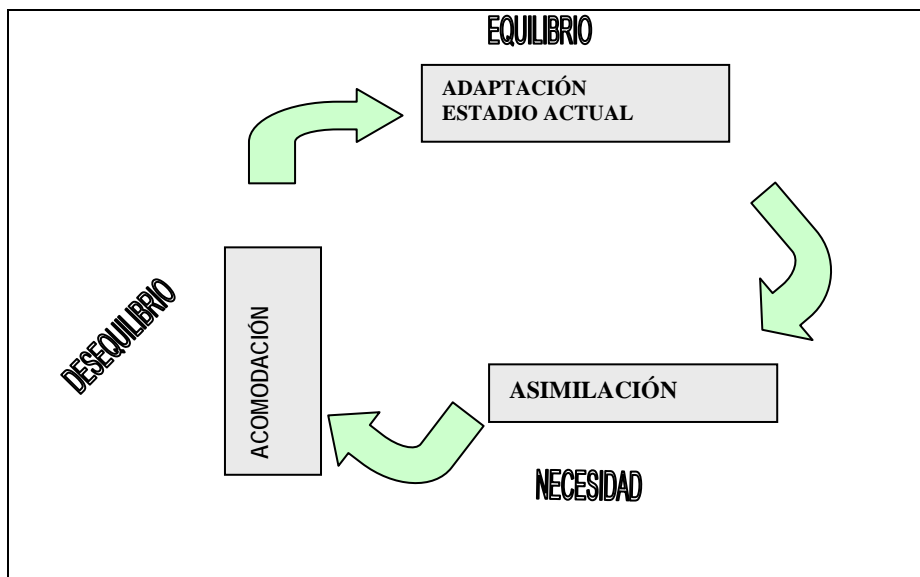 EQUILIBRIO
ADAPTACIÓN
ESTADIO ACTUAL
DESEQUILIBRIO
ACOMODACIÓN
ASIMILACIÓN
NECESIDAD